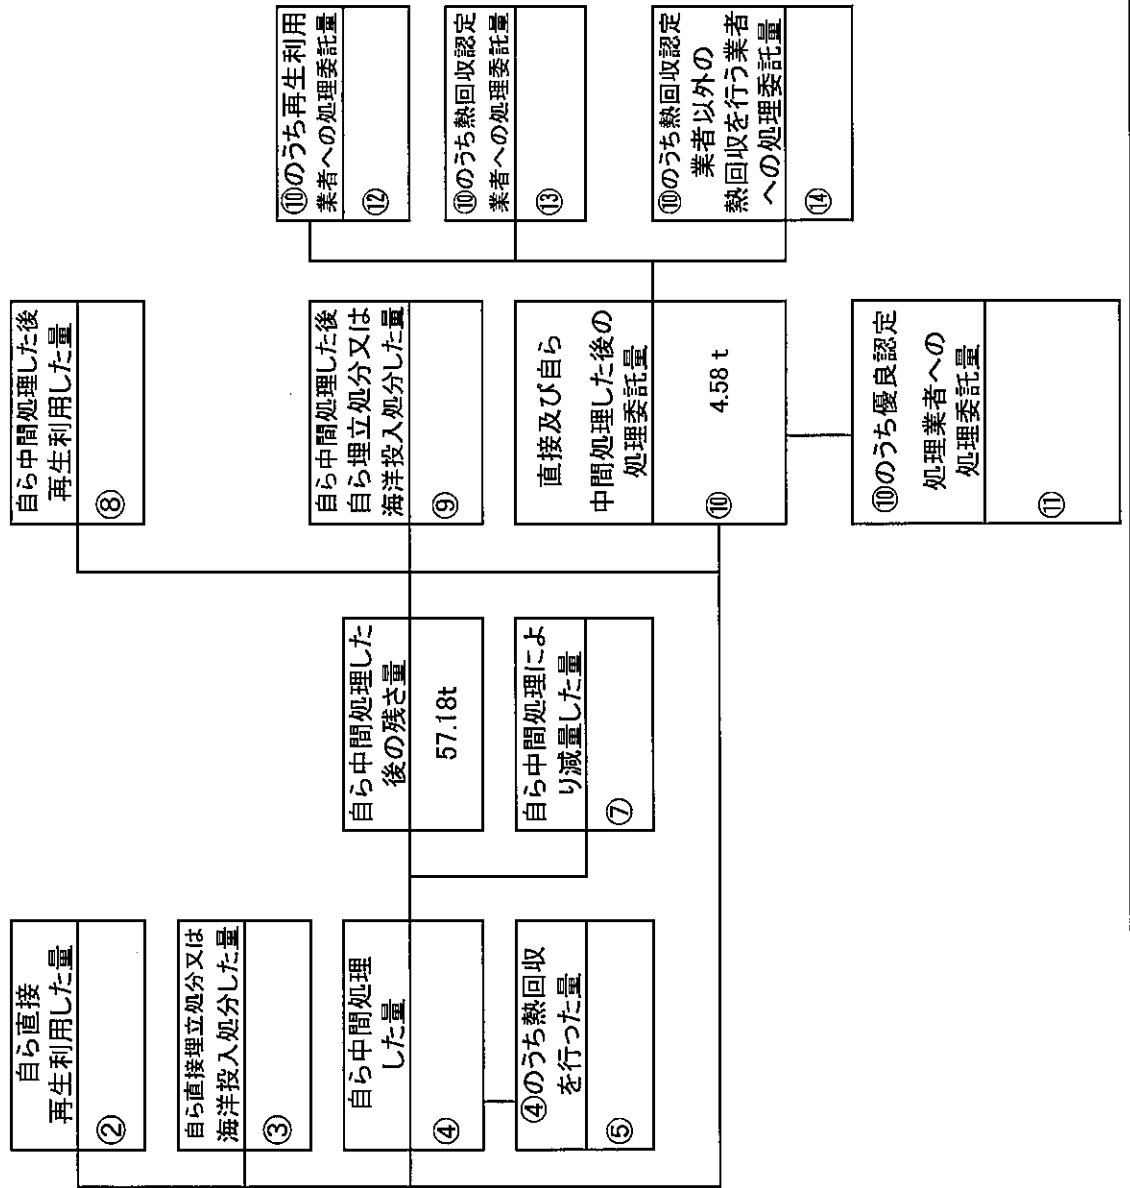 自ら直接
再生利用した量
②
自ら直接埋立処分又は
海洋投入処分した量
③
自ら中間処理
した量
④
④のうち熱回収
を行った量
⑤
自ら中間処理した
後の残さ量
57.18t
自ら中間処理によ
り減量した量
⑦
自ら中間処理した後
再生利用した量
⑧
自ら中間処理した後
自ら埋立処分又は
海洋投入処分した量
⑨
直接及び自ら
中間処理した後の
処理委託量
⑩
4.58 t
⑩のうち優良認定
処理業者への
処理委託量
⑪
⑩のうち再生利用
業者への処理委託量
⑫
⑩のうち熱回収認定
業者への処理委託量
⑬
⑩のうち熱回収認定
業者以外の
熱回収を行う業者
への処理委託量
⑭